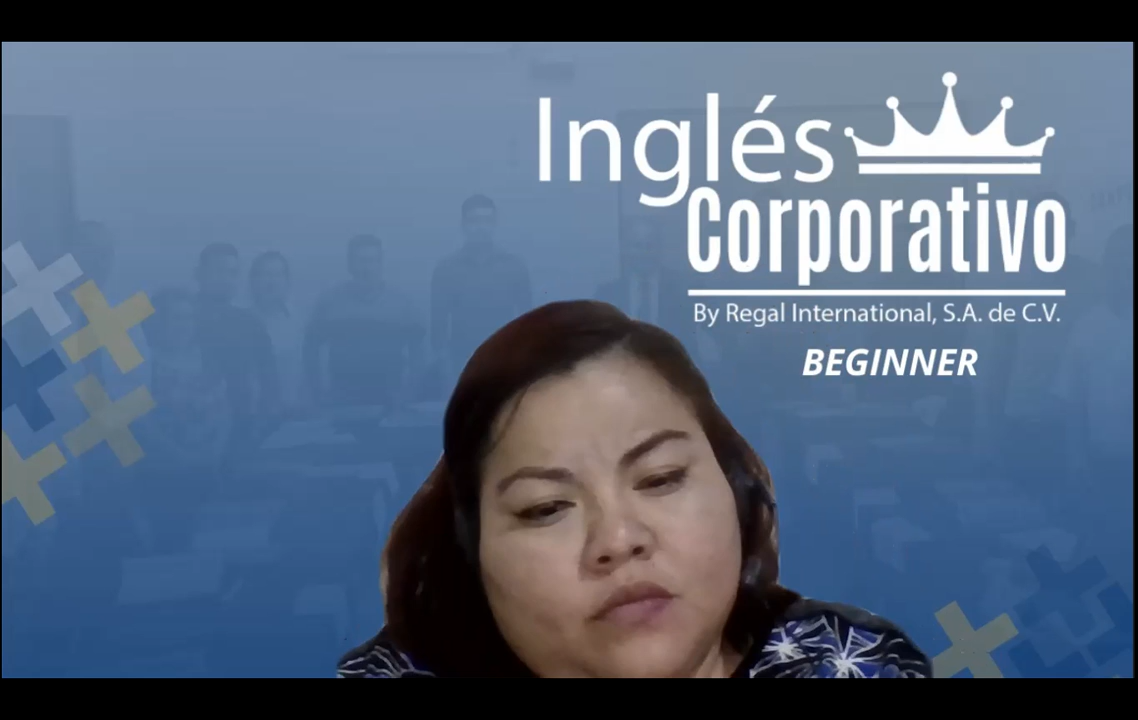 Inglés
Corporativo
By Regal International, S.A. de C.V.
BEGINNER